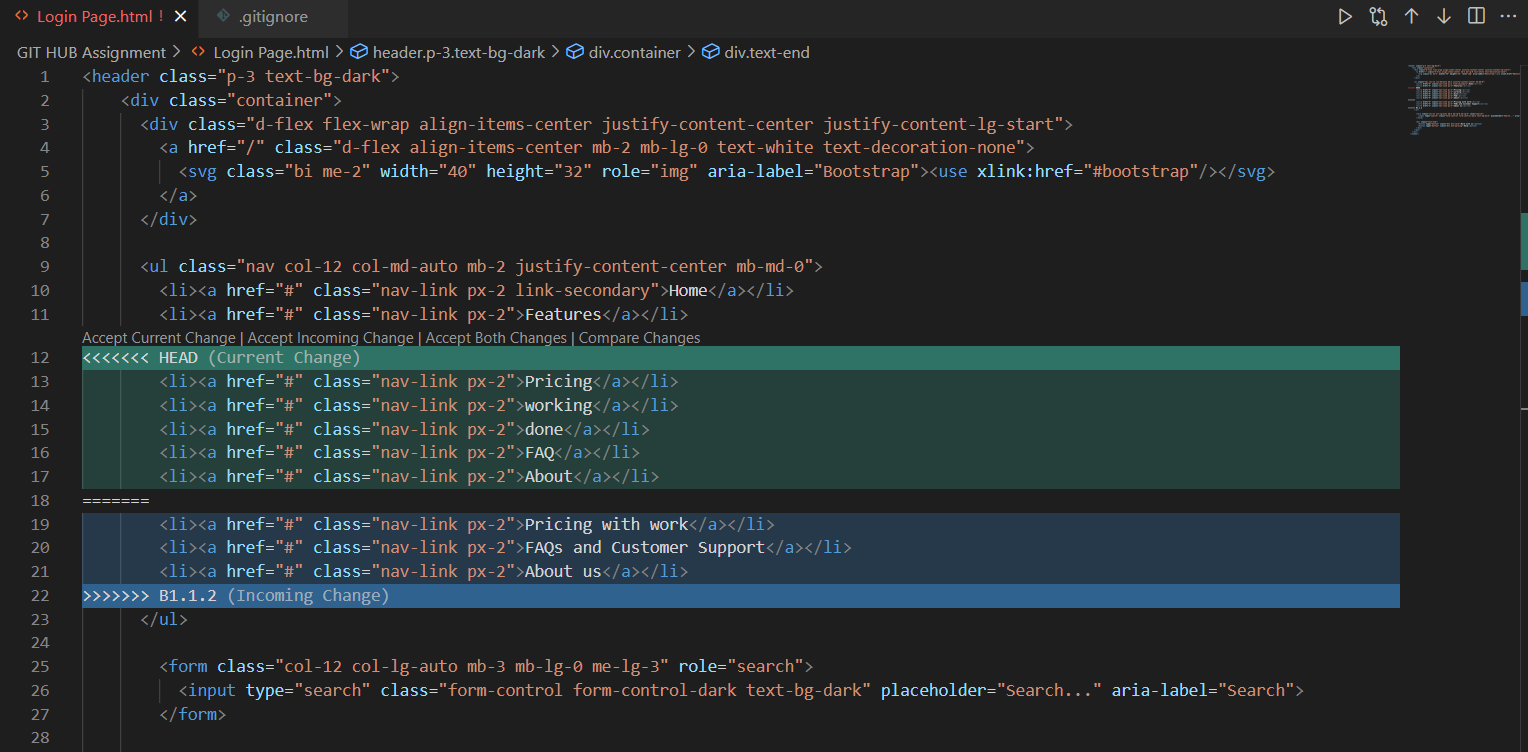 Login Page.html !
.gitignore
GIT HUB Assignment > Login Page.html > header.p-3.text-bg-dark > div.container > div.text-end
1 <header class="p-3 text-bg-dark">
2 <div class="container">
3 <div class="d-flex flex-wrap align-items-center justify-content-center justify-content-lg-start">
4 <a href="/" class="d-flex align-items-center mb-2 mb-lg-0 text-white text-decoration-none">
5 <svg class="bi me-2" width="40" height="32" role="img" aria-label="Bootstrap"><use xlink:href="#bootstrap"/></svg>
6 </a>
7 </div>
8
9 <ul class="nav col-12 col-md-auto mb-2 justify-content-center mb-md-0">
10 <li><a href="#" class="nav-link px-2 link-secondary">Home</a></li>
11 <li><a href="#" class="nav-link px-2">Features</a></li>
Accept Current Change | Accept Incoming Change | Accept Both Changes | Compare Changes
12 <<<<<<< HEAD (Current Change)
13 <li><a href="#" class="nav-link px-2">Pricing</a></li>
14 <li><a href="#" class="nav-link px-2">working</a></li>
15 <li><a href="#" class="nav-link px-2">done</a></li>
16 <li><a href="#" class="nav-link px-2">FAQ</a></li>
17 <li><a href="#" class="nav-link px-2">About</a></li>
18 =======
19 <li><a href="#" class="nav-link px-2">Pricing with work</a></li>
20 <li><a href="#" class="nav-link px-2">FAQs and Customer Support</a></li>
21 <li><a href="#" class="nav-link px-2">About us</a></li>
22 >>>>>>> B1.1.2 (Incoming Change)
23 </ul>
24
25 <form class="col-12 col-lg-auto mb-3 mb-lg-0 me-lg-3" role="search">
26 <input type="search" class="form-control form-control-dark text-bg-dark" placeholder="Search..." aria-label="Search">
27 </form>
28